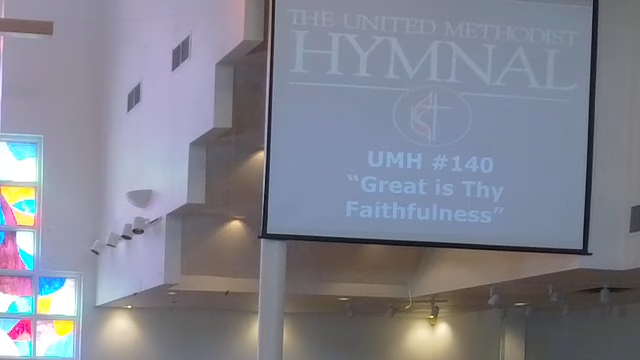 THE UNITED METHODIST
HYMNAL
UMH #140
“Great is Thy
Faithfulness”